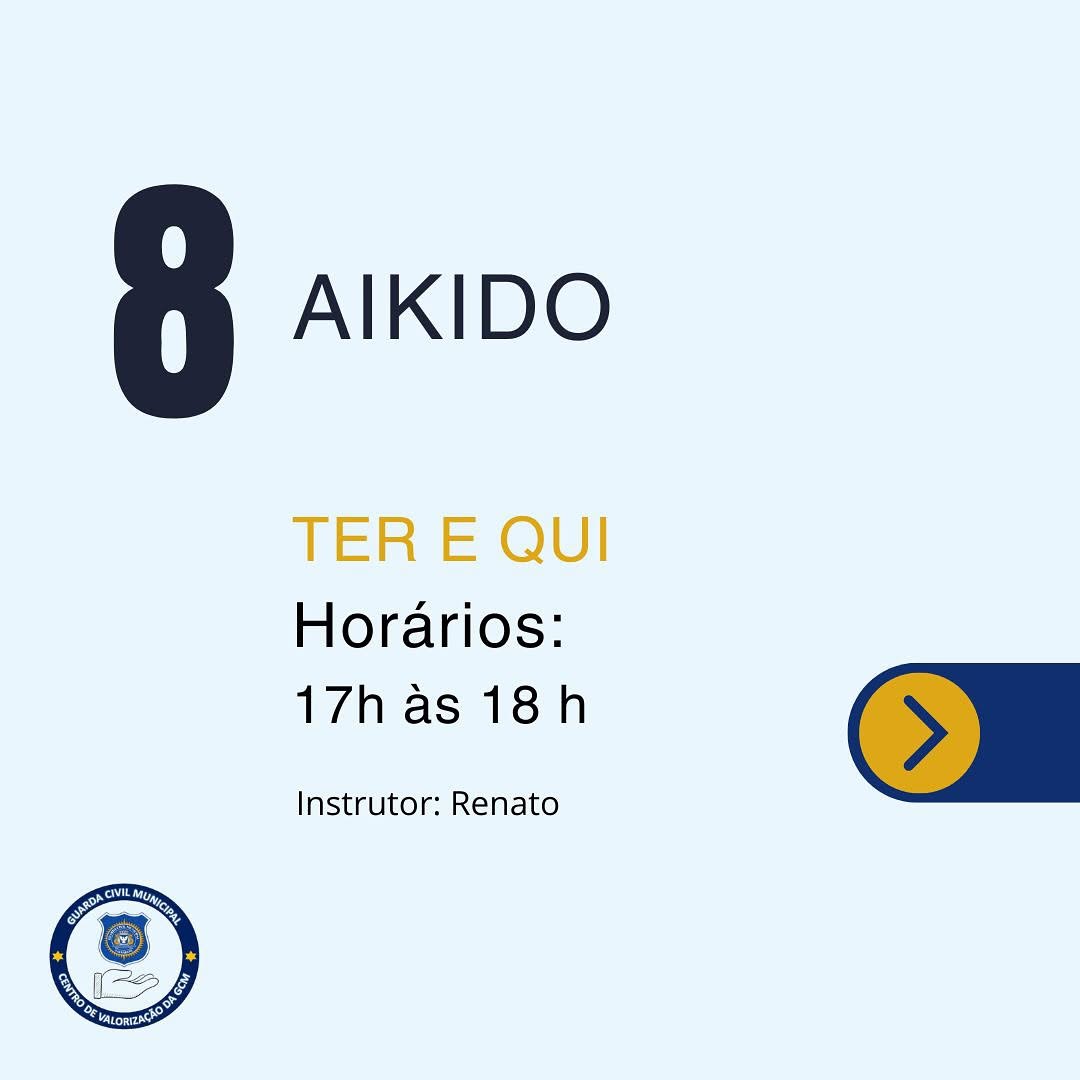 8
AIKIDO
TER E QUI
Horários:
17h às 18 h
Instrutor: Renato
GUARDA CIVIL MUNICIPAL
CENTRO DE VALORIZAÇÃO DA GCM